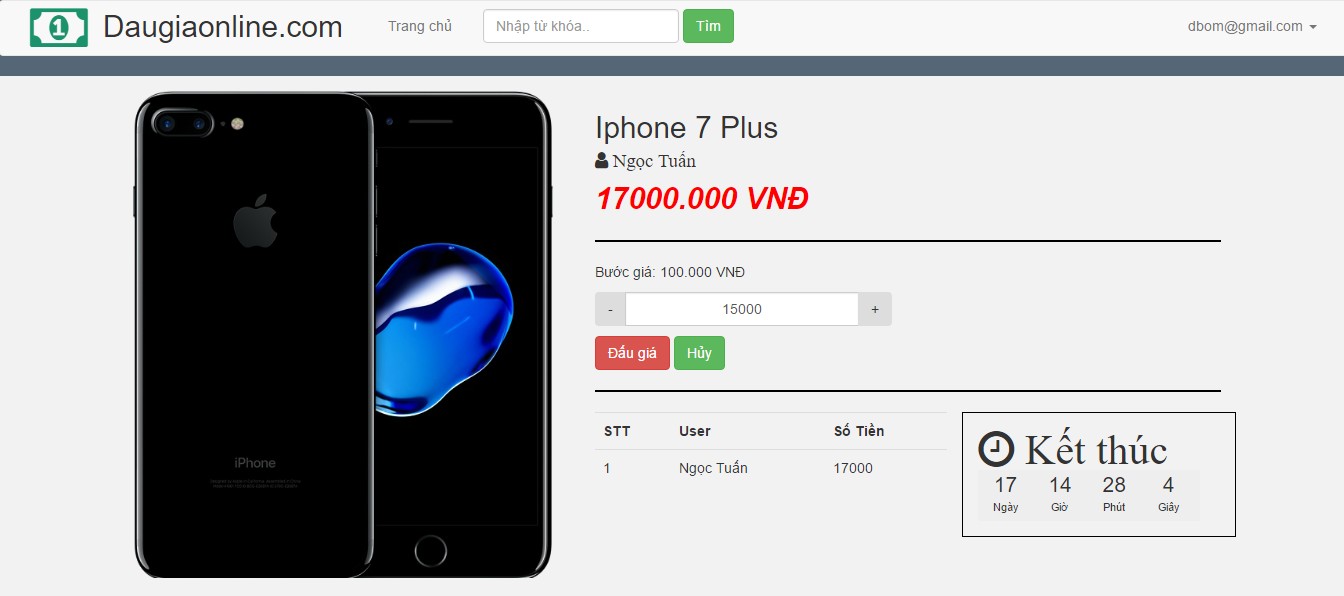 1 Daugiaonline.com Trang chủ Nhập từ khóa.. Tìm dbom@gmail.com
Iphone 7 Plus
Ngọc Tuấn
17000.000 VNĐ
Bước giá: 100.000 VNĐ
- 15000 +
Đấu giá Hủy
STT User Số Tiền
1 Ngọc Tuấn 17000
Kết thúc
17 14 28 4
Ngày Giờ Phút Giây
iPhone